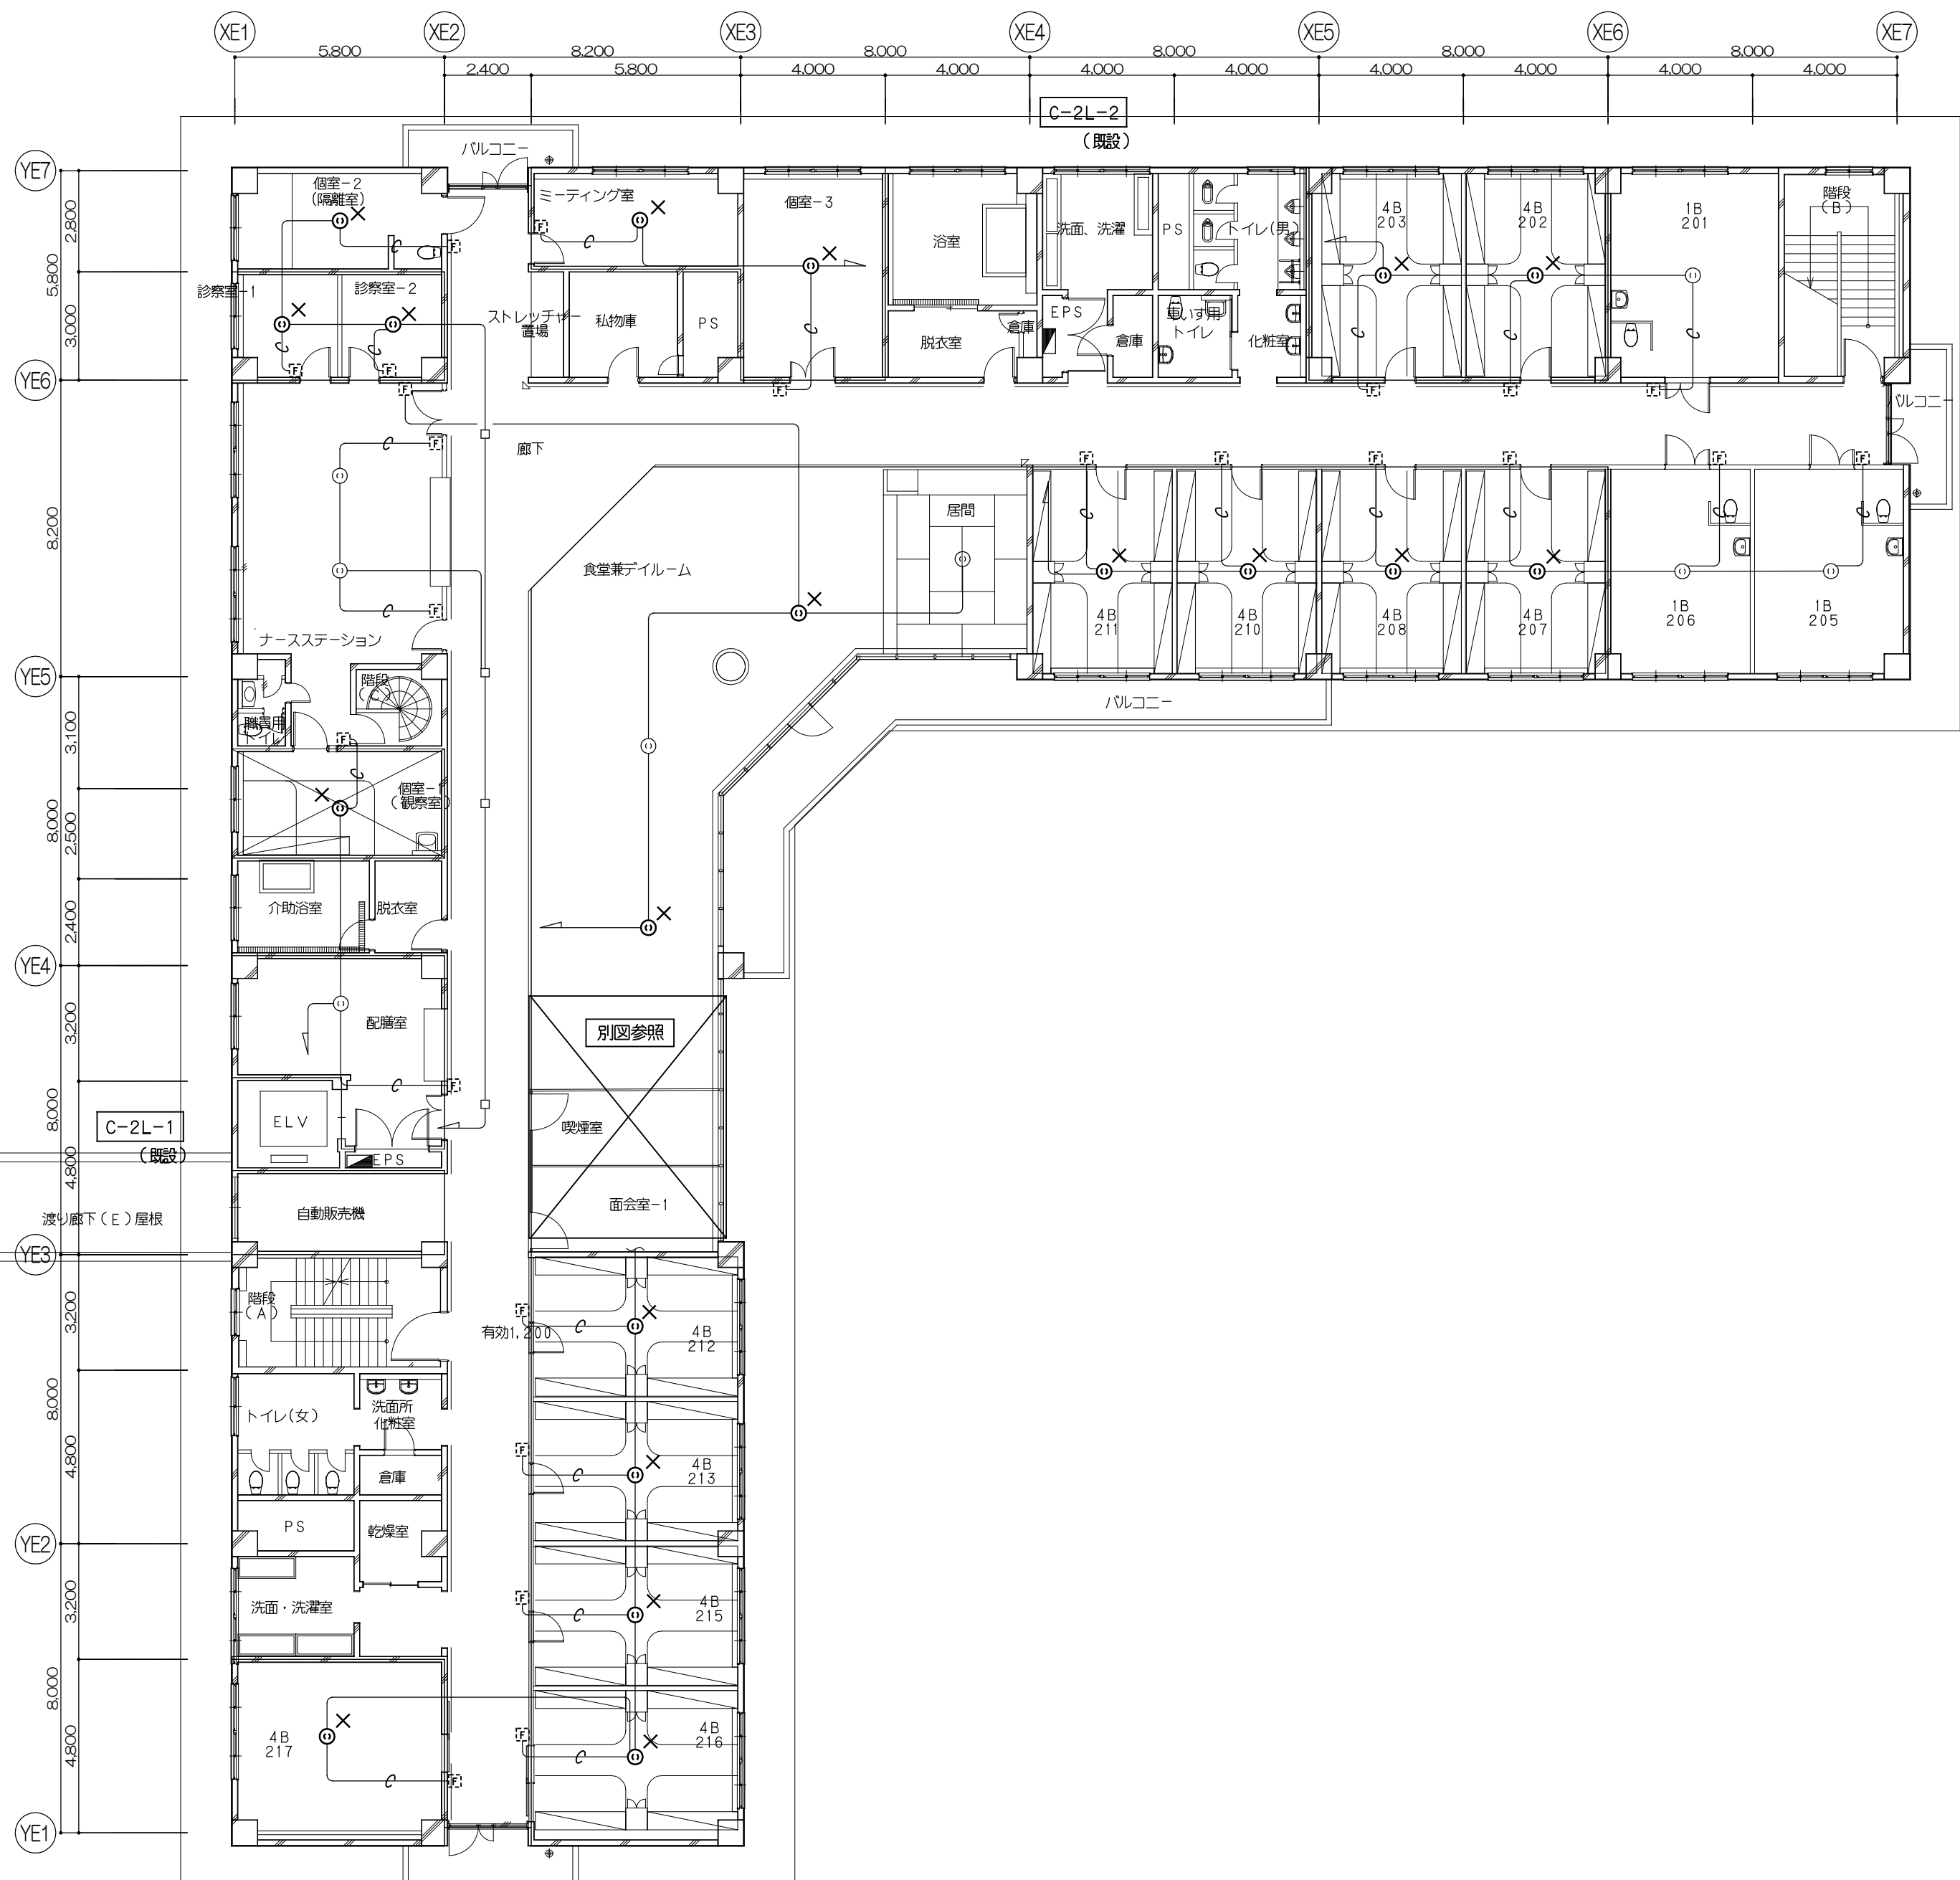 XE1 XE2 XE3 XE4 XE5 XE6 XE7
5,800 8,200 8,000 8,000 8,000 8,000
2,400 5,800 4,000 4,000 4,000 4,000 4,000 4,000 4,000 4,000
C-2L-2
(既設)
バルコニー
YE7
個室-2
(隔離室)
ミーティング室
個室-3
浴室
洗面、洗濯
PS
トイレ(男)
4B
203
4B
202
1B
201
階段
(B)
2,800
5,800
3,000
診察室-1
診察室-2
ストレッチャー
置場
私物庫
PS
脱衣室
倉庫
EPS
倉庫
車いす用
トイレ
化粧室
YE6
バルコニー
廊下
8,200
食堂兼デイルーム
居間
ナースステーション
4B
211
4B
210
4B
208
4B
207
1B
206
1B
205
YE5
階段
(C)
職員用
トイレ
バルコニー
3,100
8,000
2,500
2,400
個室-1
(観察室)
介助浴室
脱衣室
YE4
配膳室
別図参照
3,200
8,000
4,800
C-2L-1
(既設)
ELV
EPS
喫煙室
面会室-1
自動販売機
渡り廊下(E)屋根
YE3
階段
(A)
有効1,200
4B
212
3,200
8,000
4,800
トイレ(女)
洗面所
化粧室
倉庫
4B
213
PS
乾燥室
YE2
洗面・洗濯室
4B
215
3,200
8,000
4,800
4B
217
4B
216
YE1
F F F F F F F F F F F F F F F F F F F F F F F F F F